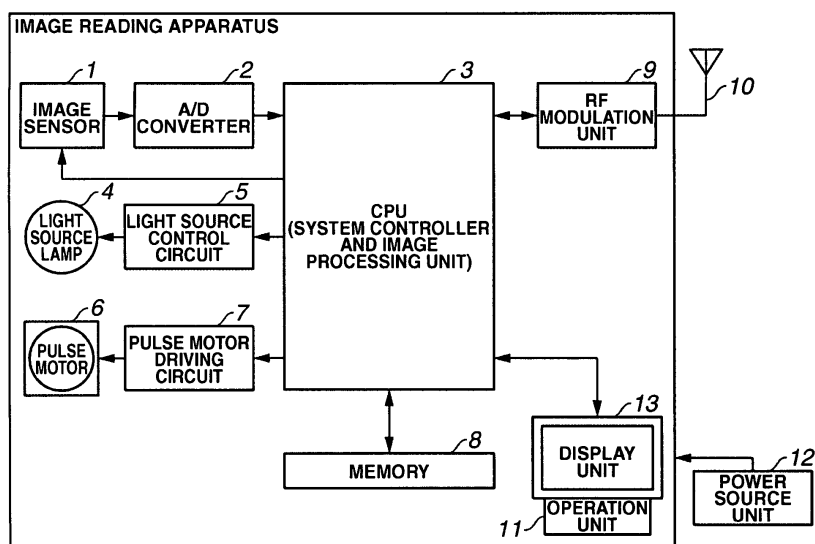 IMAGE READING APPARATUS
1
IMAGE
SENSOR
2
A/D
CONVERTER
3
CPU
(SYSTEM CONTROLLER
AND IMAGE
PROCESSING UNIT)
9
RF
MODULATION
UNIT
10
4
LIGHT
SOURCE
LAMP
5
LIGHT SOURCE
CONTROL
CIRCUIT
6
PULSE
MOTOR
7
PULSE MOTOR
DRIVING
CIRCUIT
8
MEMORY
13
DISPLAY
UNIT
11
OPERATION
UNIT
12
POWER
SOURCE
UNIT